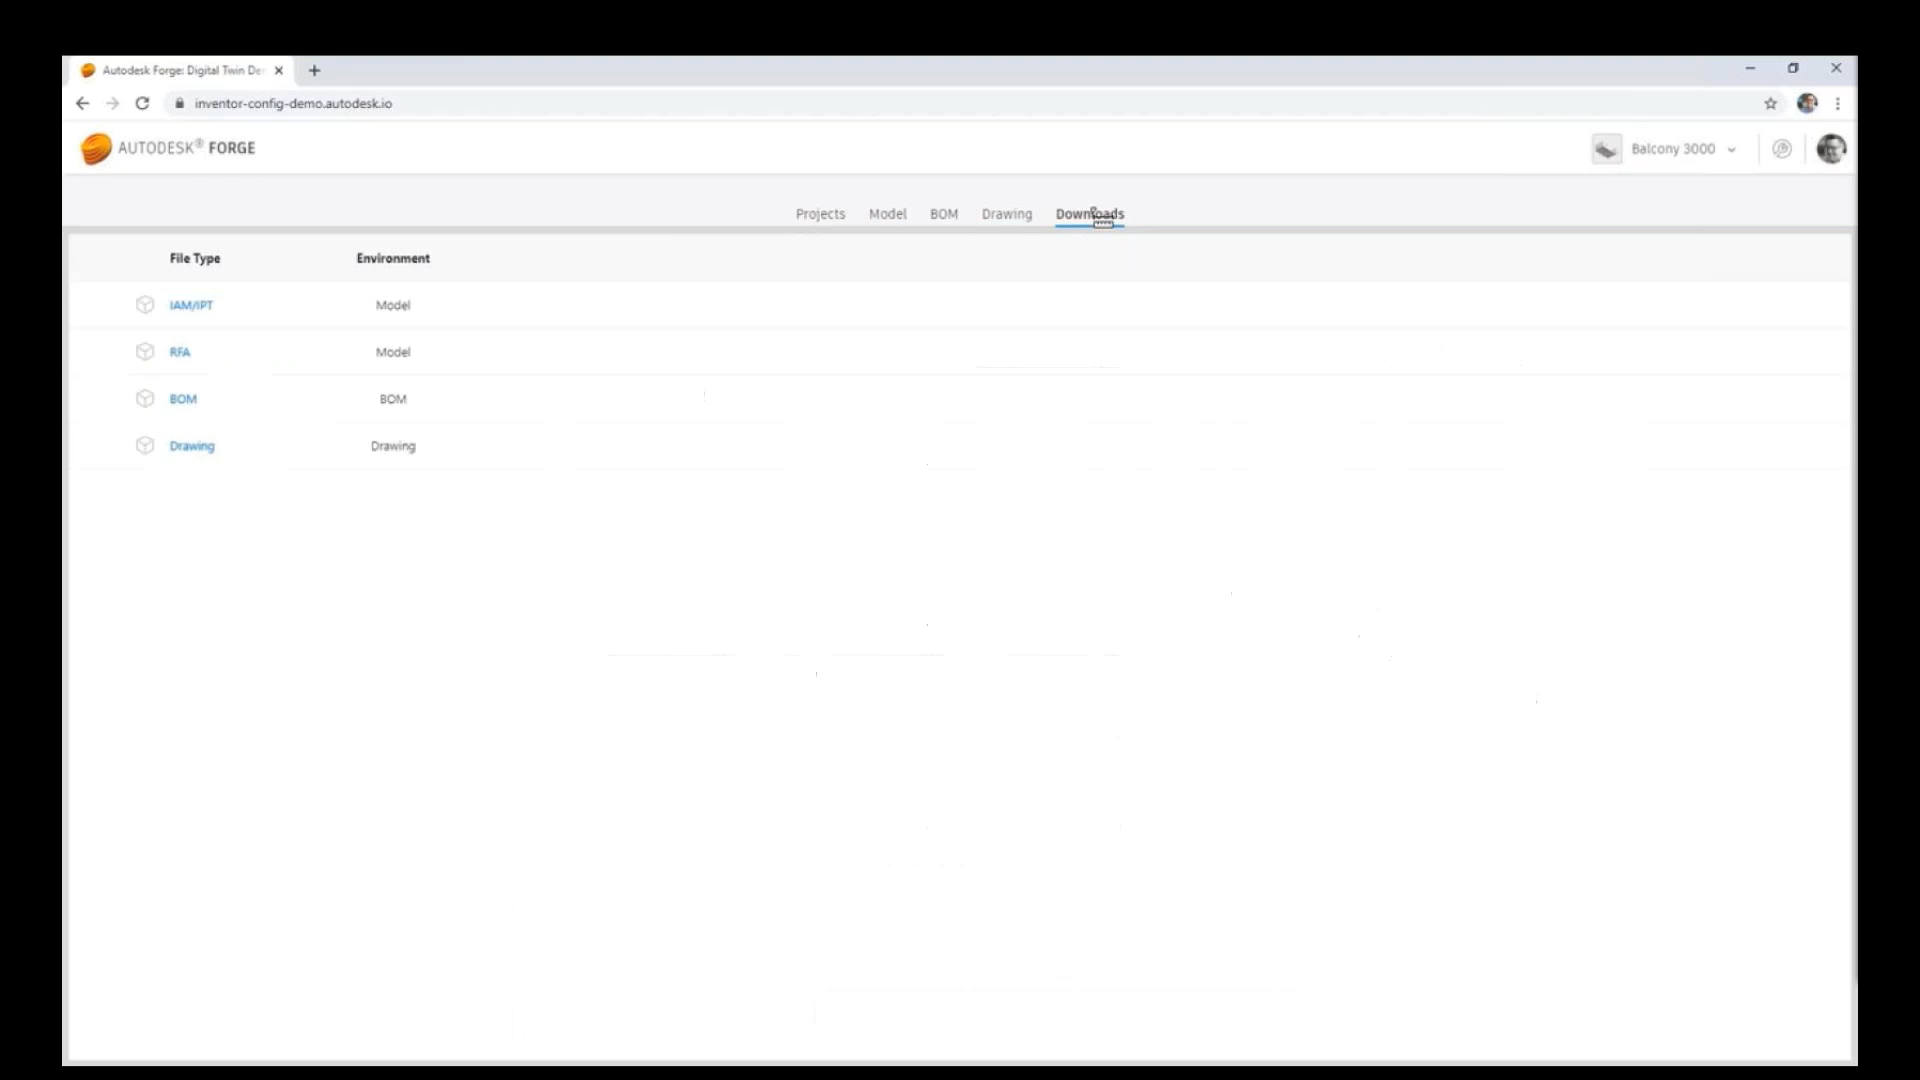 Autodesk Forge: Digital Twin De
inventor-config-demo.autodesk.io
AUTODESK® FORGE
Balcony 3000
Projects Model BOM Drawing Downloads
File Type Environment
IAM/IPT Model
RFA Model
BOM BOM
Drawing Drawing